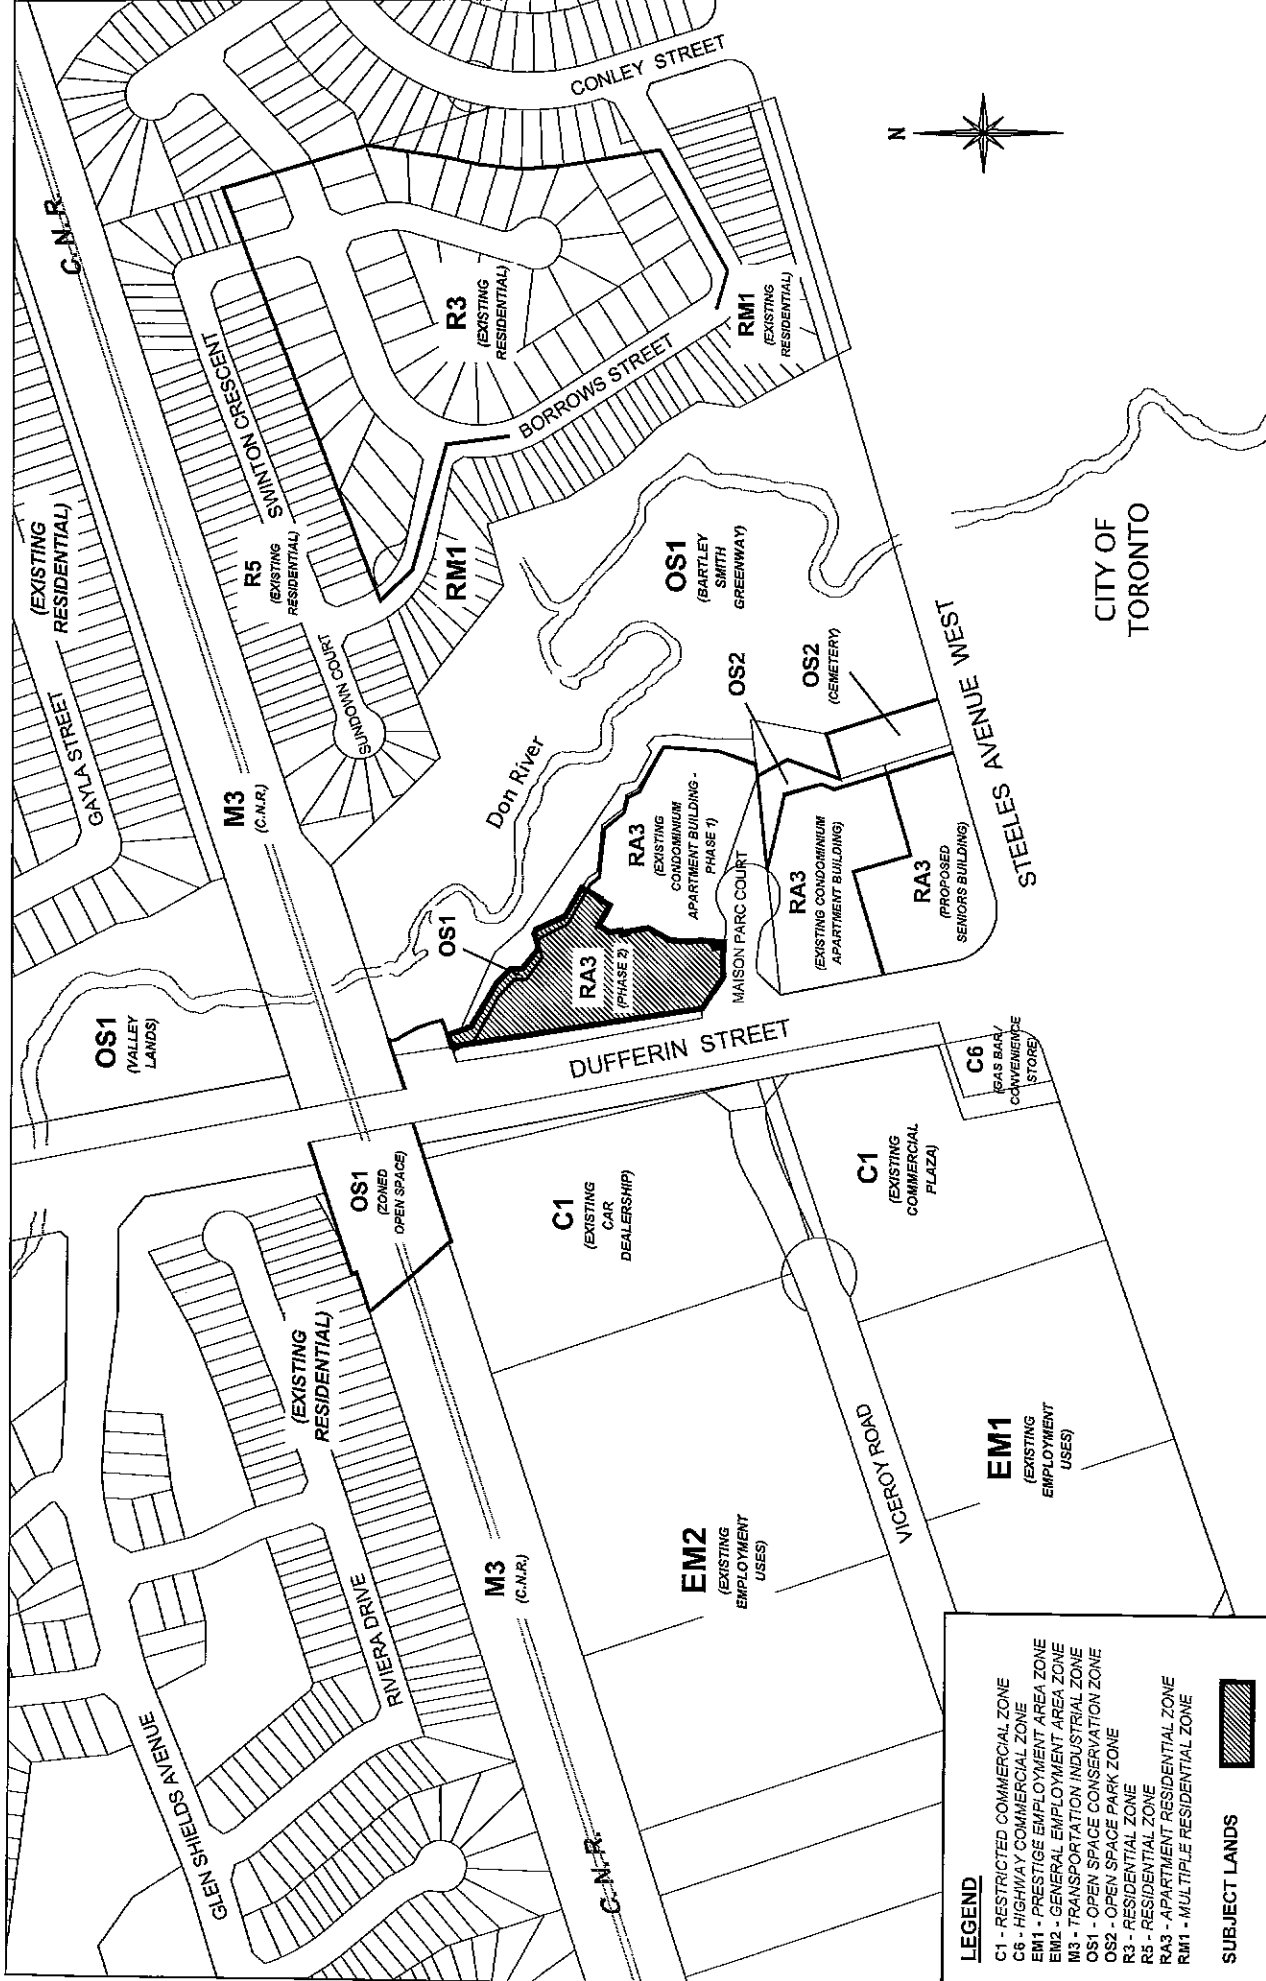 C. N. R.
(EXISTING
RESIDENTIAL)
GAYLA STREET
M3
(C.N.R.)
R5
(EXISTING
RESIDENTIAL)
SWINTON CRESCENT
SUNDOWN COURT
RM1
R3
(EXISTING
RESIDENTIAL)
BORROWS STREET
CONLEY STREET
RM1
(EXISTING
RESIDENTIAL)
N
OS1
(VALLEY
LANDS)
Don River
OS1
OS1
(BARTLEY
SMITH
GREENWAY)
OS2
OS2
(CEMETERY)
RA3
(PHASE 2)
RA3
(EXISTING
CONDOMINIUM
APARTMENT BUILDING -
PHASE 1)
MAISON PARC COURT
RA3
(EXISTING CONDOMINIUM
APARTMENT BUILDING)
RA3
(PROPOSED
SENIORS BUILDING)
STEELES AVENUE WEST
CITY OF
TORONTO
DUFFERIN STREET
C6
(GAS BAR/
CONVENIENCE
STORE)
OS1
(ZONED
OPEN SPACE)
C1
(EXISTING
CAR
DEALERSHIP)
C1
(EXISTING
COMMERCIAL
PLAZA)
(EXISTING
RESIDENTIAL)
RIVIERA DRIVE
GLEN SHIELDS AVENUE
M3
(C.N.R.)
C. N. R.
EM2
(EXISTING
EMPLOYMENT
USES)
VICEROY ROAD
EM1
(EXISTING
EMPLOYMENT
USES)
LEGEND
C1 - RESTRICTED COMMERCIAL ZONE
C6 - HIGHWAY COMMERCIAL ZONE
EM1 - PRESTIGE EMPLOYMENT AREA ZONE
EM2 - GENERAL EMPLOYMENT AREA ZONE
M3 - TRANSPORTATION INDUSTRIAL ZONE
OS1 - OPEN SPACE CONSERVATION ZONE
OS2 - OPEN SPACE PARK ZONE
R3 - RESIDENTIAL ZONE
R5 - RESIDENTIAL ZONE
RA3 - APARTMENT RESIDENTIAL ZONE
RM1 - MULTIPLE RESIDENTIAL ZONE
SUBJECT LANDS